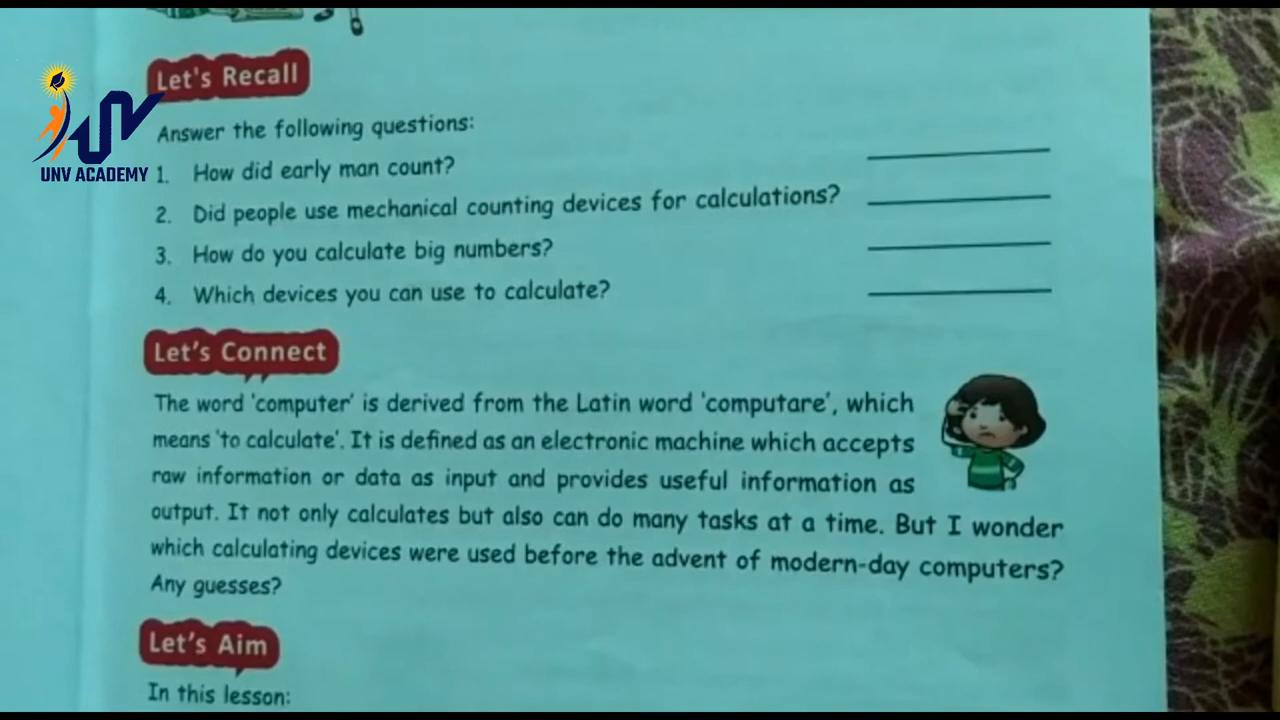 Let's Recall
UNV ACADEMY
Answer the following questions:
1. How did early man count?
2. Did people use mechanical counting devices for calculations?
3. How do you calculate big numbers?
4. Which devices you can use to calculate?
Let's Connect
The word 'computer' is derived from the Latin word 'computare', which
means 'to calculate'. It is defined as an electronic machine which accepts
raw information or data as input and provides useful information as
output. It not only calculates but also can do many tasks at a time. But I wonder
which calculating devices were used before the advent of modern-day computers?
Any guesses?
Let's Aim
In this lesson: